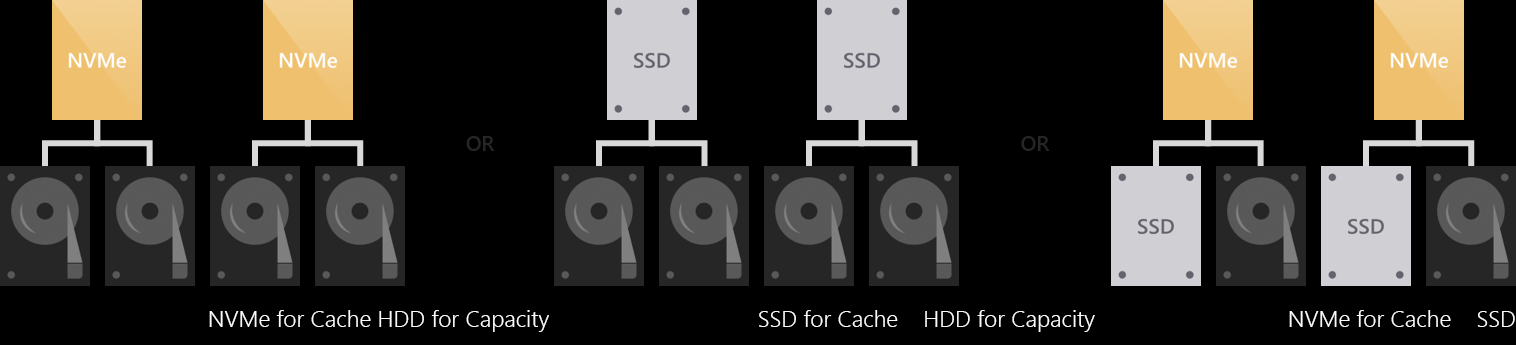 NVMe NVMe OR SSD SSD OR NVMe NVMe
SSD SSD
NVMe for Cache HDD for Capacity SSD for Cache HDD for Capacity NVMe for Cache SSD